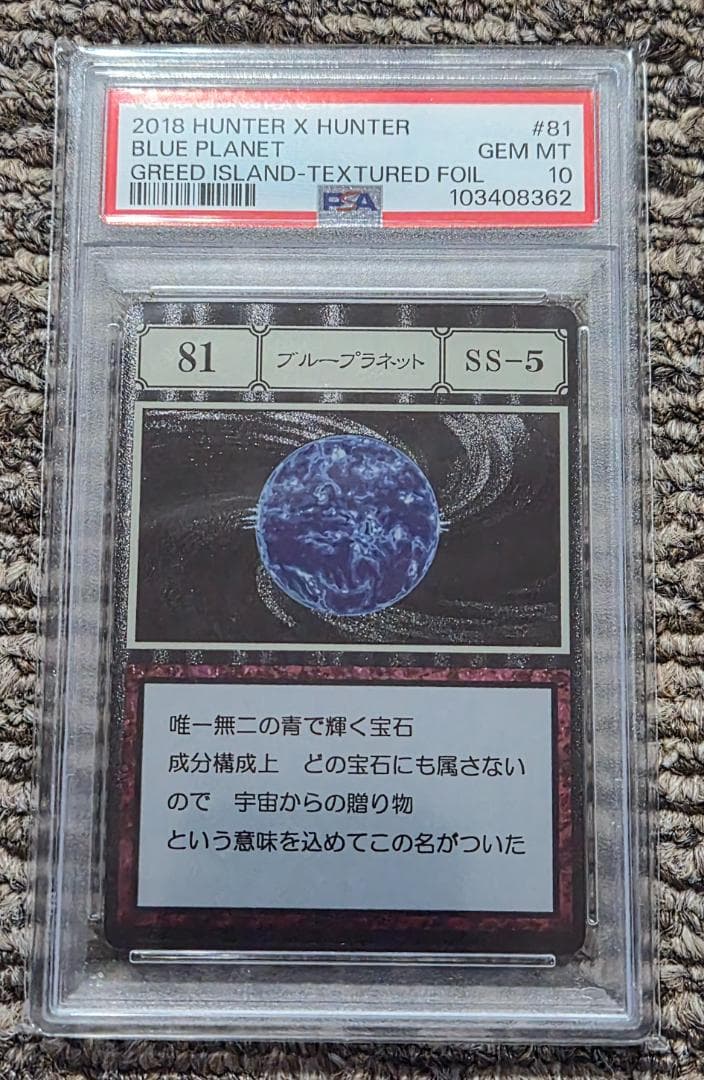 2018 HUNTER X HUNTER #81
BLUE PLANET GEM MT
GREED ISLAND-TEXTURED FOIL 10
PSA 103408362
81 ブループラネット SS-5
唯一無二の青で輝く宝石
成分構成上　どの宝石にも属さない
ので　宇宙からの贈り物
という意味を込めてこの名がついた